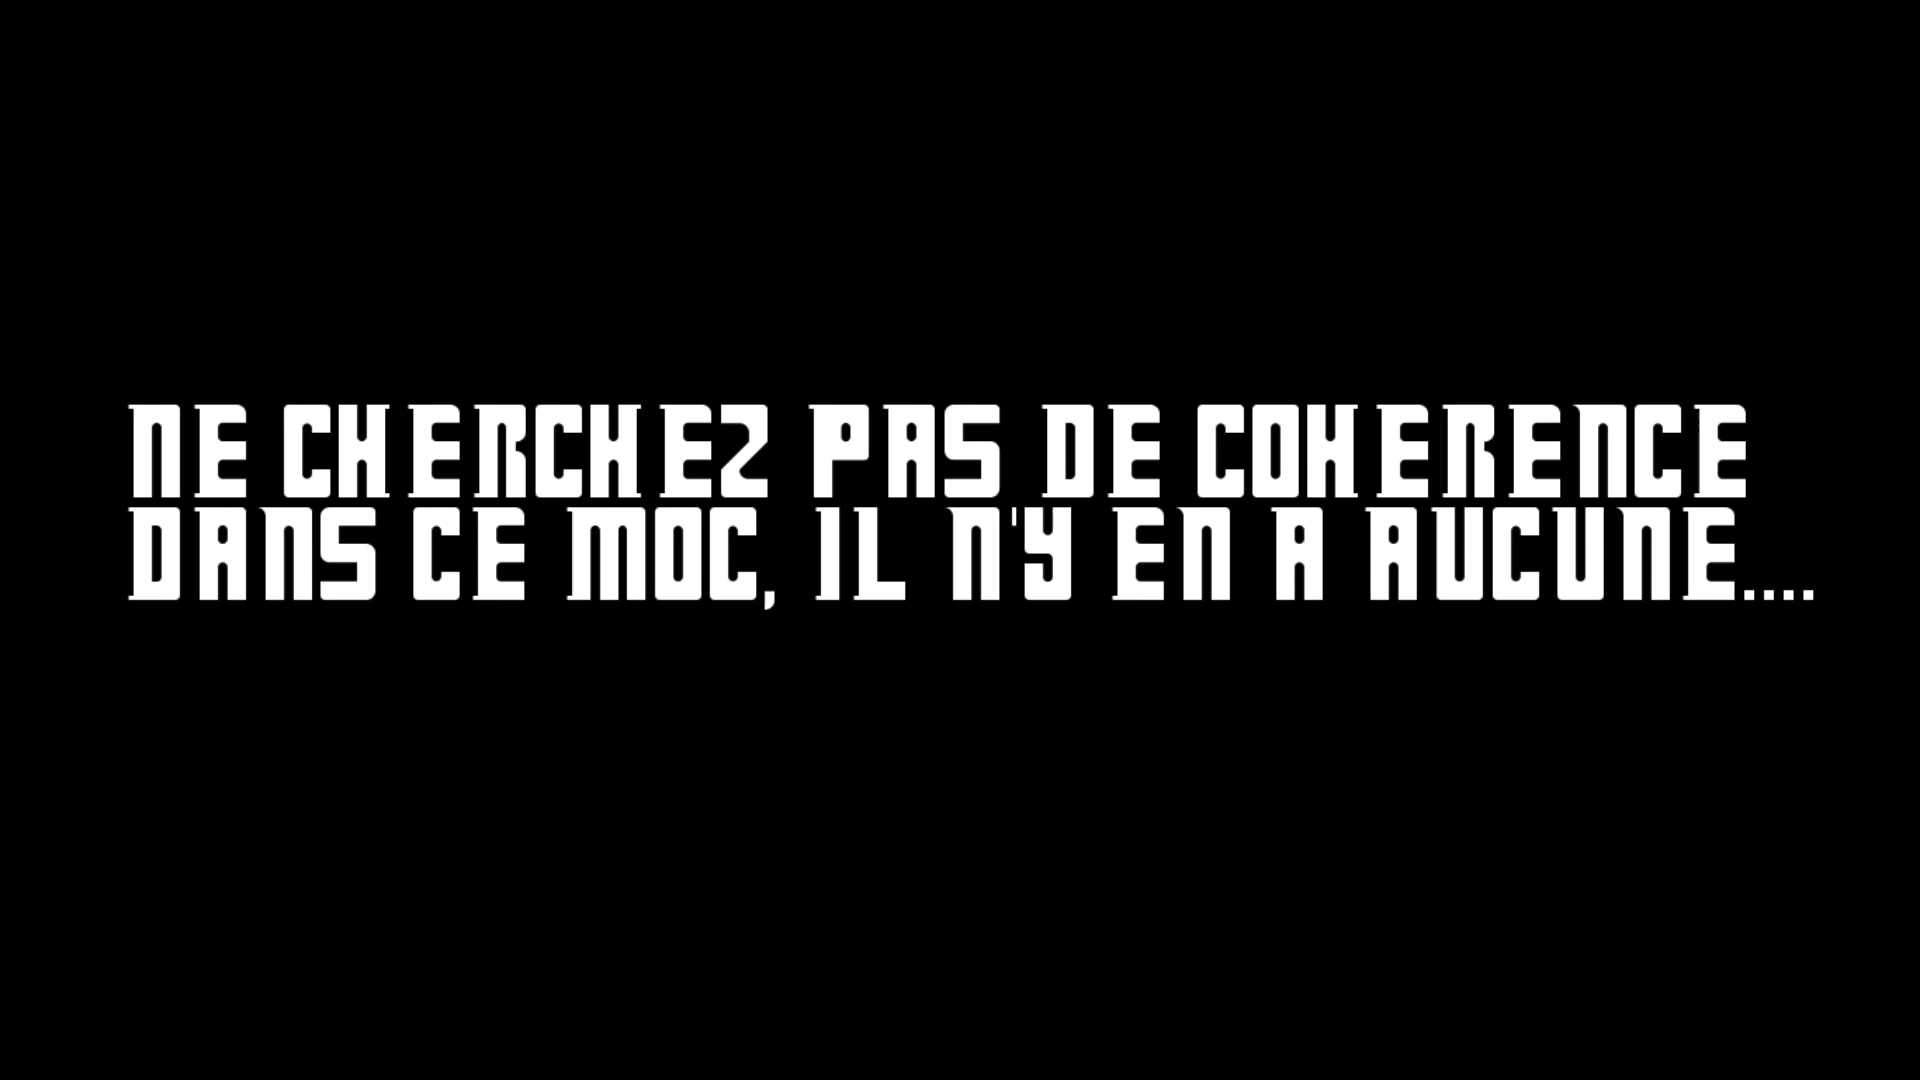 NE CHERCHEZ PAS DE COHERENCE
DANS CE MOC, IL N'Y EN A AUCUNE....